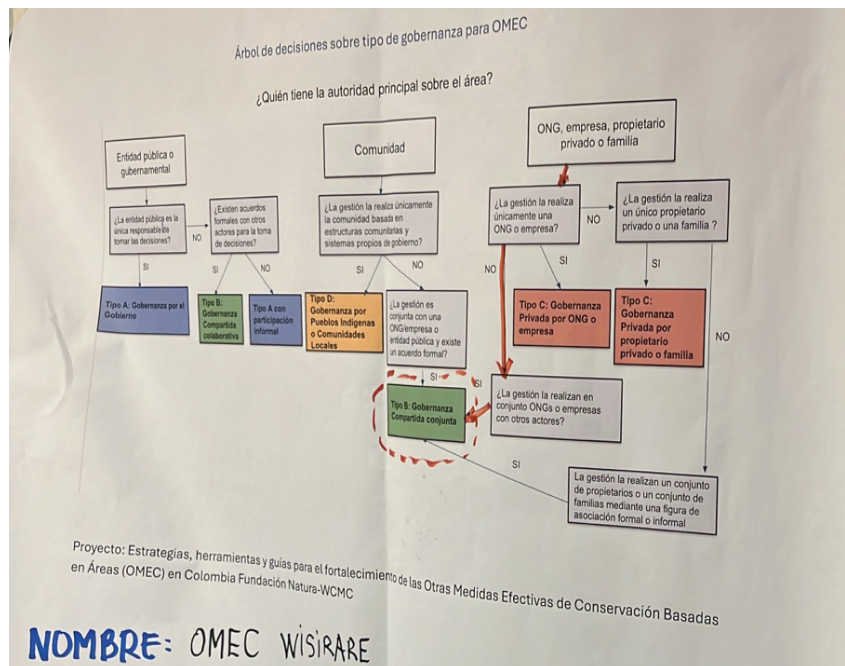 Árbol de decisiones sobre tipo de gobernanza para OMEC
¿Quién tiene la autoridad principal sobre el área?
Entidad pública o
gubernamental
Comunidad
ONG, empresa, propietario
privado o familia
¿La entidad pública es la
única responsable de
tomar las decisiones?
NO
¿Existen acuerdos
formales con otros
actores para la toma
de decisiones?
¿La gestión la realiza únicamente
la comunidad basada en
estructuras comunitarias y
sistemas propios de gobierno?
¿La gestión la realiza
únicamente una
ONG o empresa?
NO
¿La gestión la realiza
un único propietario
privado o una familia ?
SI
SI
NO
SI
NO
NO
SI
SI
NO
Tipo A: Gobernanza por el
Gobierno
Tipo B:
Gobernanza
Compartida
colaborativa
Tipo A con
participación
informal
Tipo D:
Gobernanza por
Pueblos Indígenas
o Comunidades
Locales
¿La gestión es
conjunta con una
ONG/empresa o
entidad pública y existe
un acuerdo formal?
Tipo C: Gobernanza
Privada por ONG o
empresa
Tipo C:
Gobernanza
Privada por
propietario
privado o familia
SI
SI
Tipo B: Gobernanza
Compartida conjunta
¿La gestión la realizan en
conjunto ONGs o empresas
con otros actores?
SI
La gestión la realizan un conjunto
de propietarios o un conjunto de
familias mediante una figura de
asociación formal o informal
Proyecto: Estrategias, herramientas y guías para el fortalecimiento de las Otras Medidas Efectivas de Conservación Basadas
en Áreas (OMEC) en Colombia Fundación Natura-WCMC
NOMBRE: OMEC WISIRARE